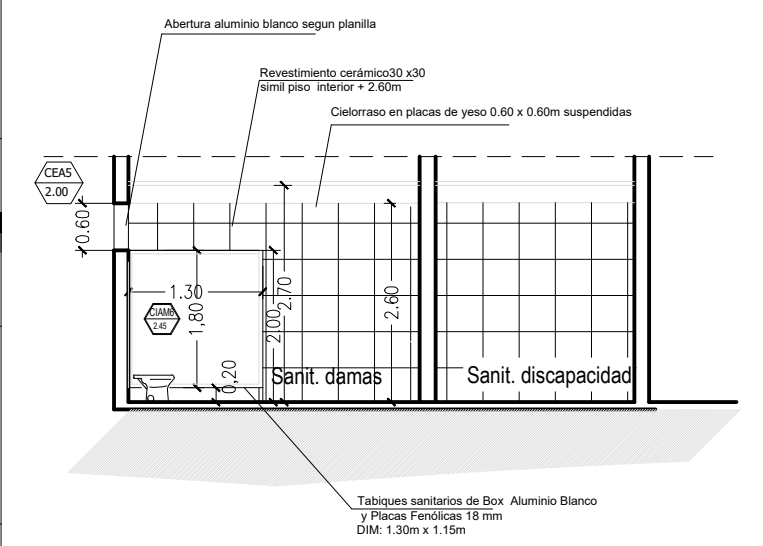 Abertura aluminio blanco segun planilla
Revestimiento cerámico30 x30
simil piso interior + 2.60m
Cielorraso en placas de yeso 0.60 x 0.60m suspendidas
CEA5
2.00
0.60
1.30
CIAM6
2.45
1,80
2.00
2.70
2.60
0,20
Sanit. damas
Sanit. discapacidad
Tabiques sanitarios de Box Aluminio Blanco
y Placas Fenólicas 18 mm
DIM: 1.30m x 1.15m